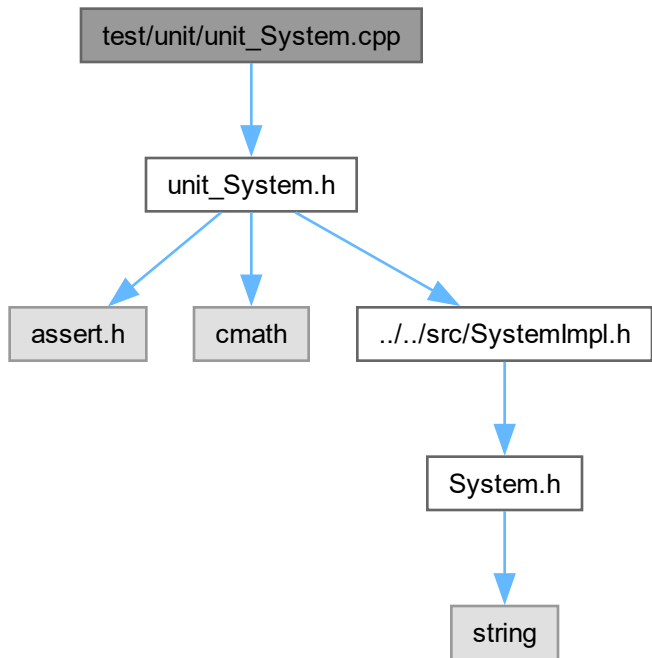 test/unit/unit_System.cpp
unit_System.h
assert.h
cmath
../../src/SystemImpl.h
System.h
string